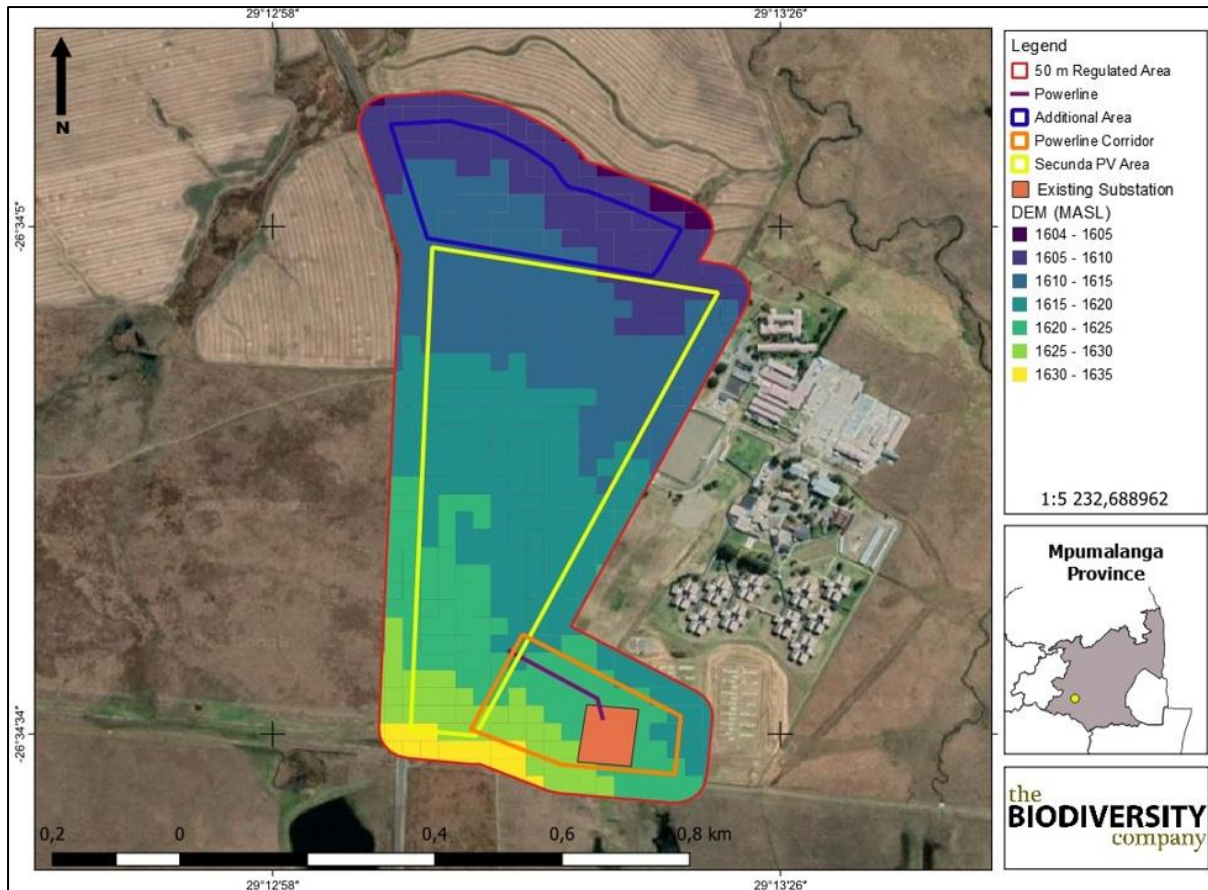 29°12'58"
29°13'26"
N
-26°34'5"
-26°34'34"
0,2
0
0,4
0,6
0,8 km
29°12'58"
29°13'26"
Legend
50 m Regulated Area
Powerline
Additional Area
Powerline Corridor
Secunda PV Area
Existing Substation
DEM (MASL)
1604 - 1605
1605 - 1610
1610 - 1615
1615 - 1620
1620 - 1625
1625 - 1630
1630 - 1635
1:5 232,688962
Mpumalanga
Province
the
BIODIVERSITY
company